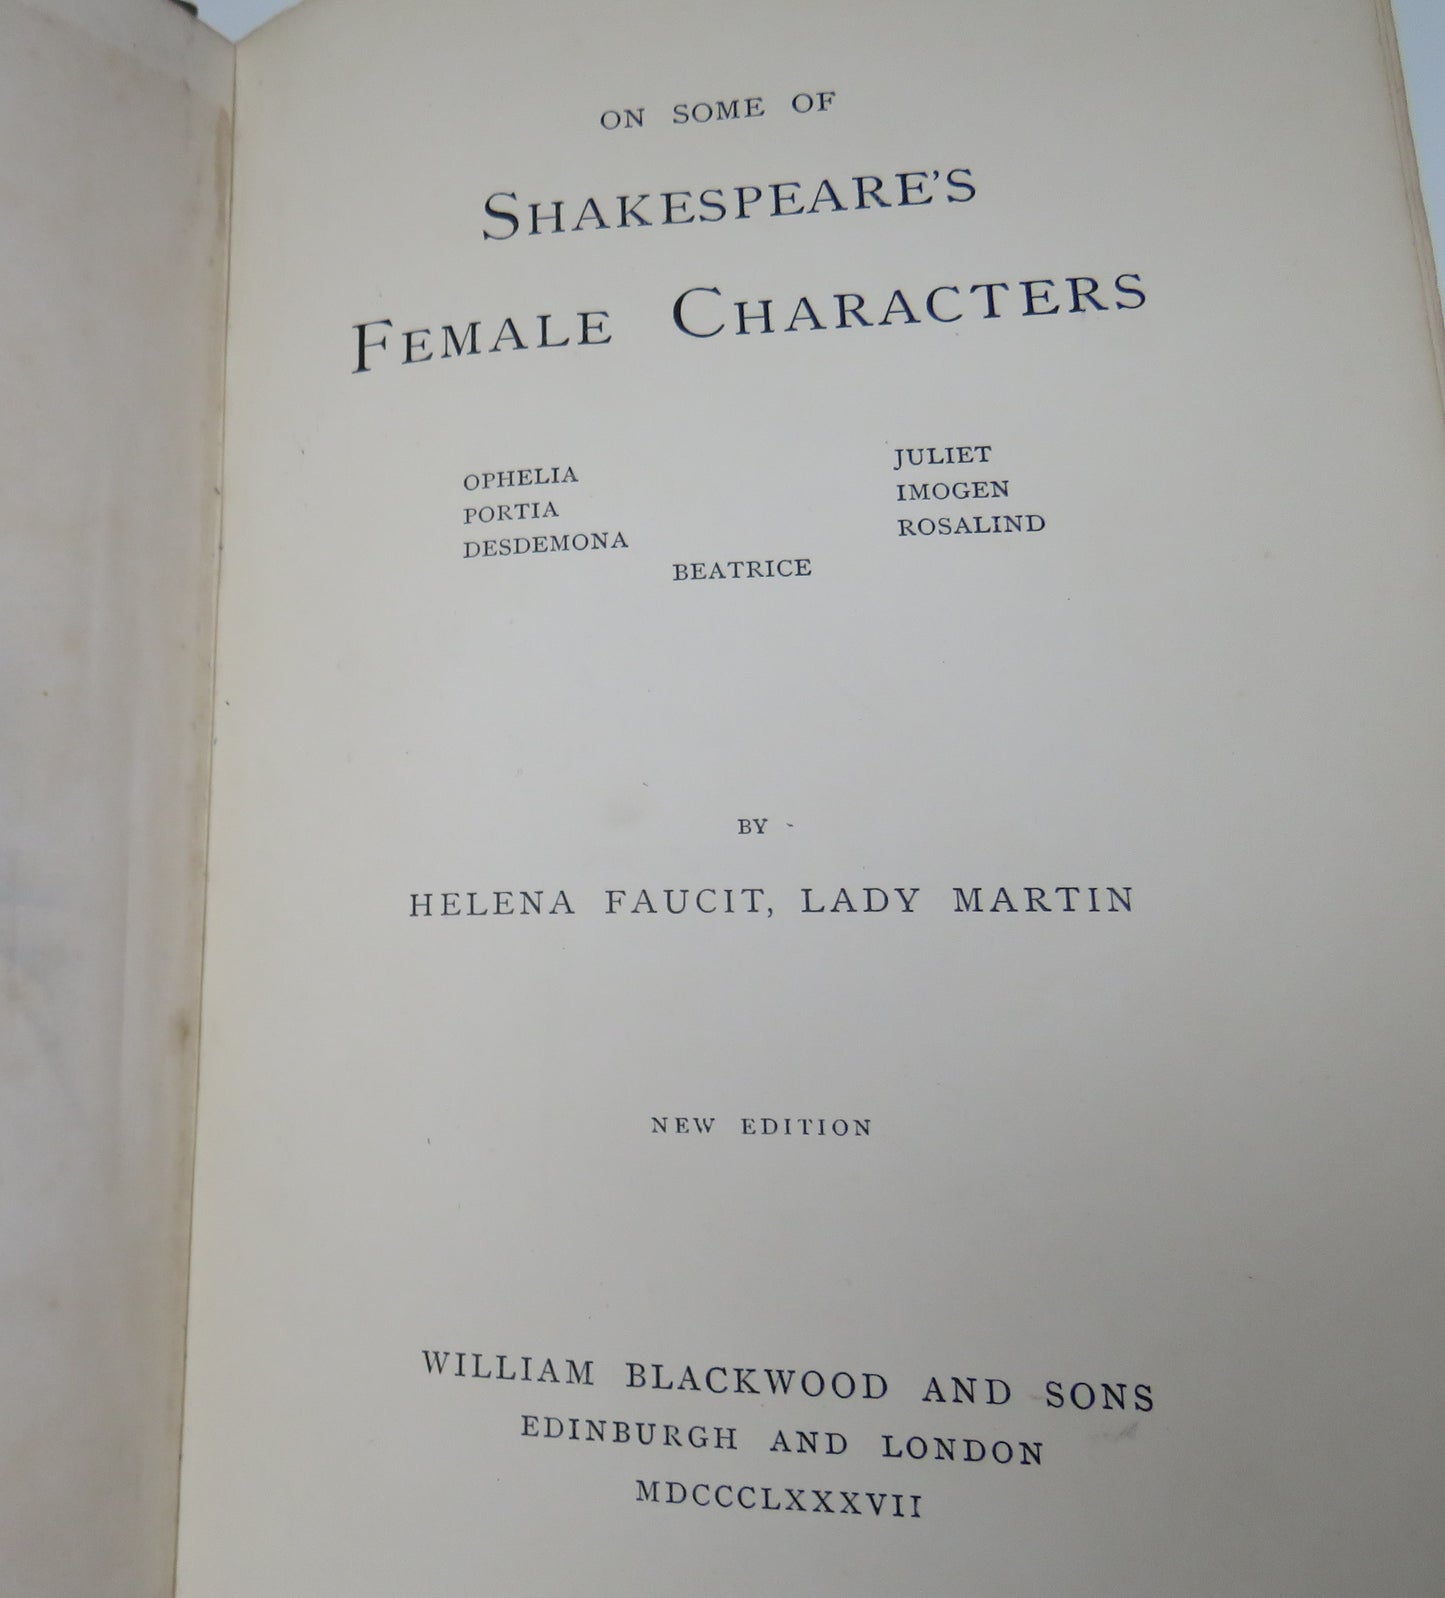 ON SOME OF
SHAKESPEARE'S
FEMALE CHARACTERS
OPHELIA JULIET
PORTIA IMOGEN
DESDEMONA ROSALIND
BEATRICE
BY
HELENA FAUCIT, LADY MARTIN
NEW EDITION
WILLIAM BLACKWOOD AND SONS
EDINBURGH AND LONDON
MDCCCLXXXVII